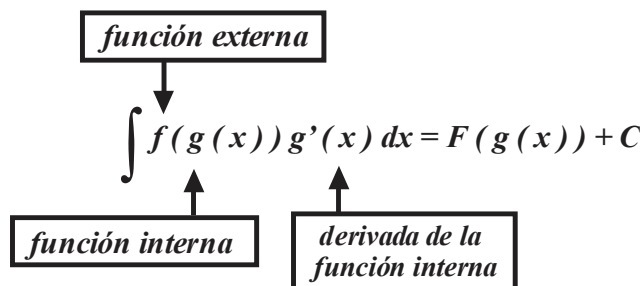 función externa
∫ f ( g ( x ) ) g’ ( x ) dx = F ( g ( x ) ) + C
función interna
derivada de la
función interna